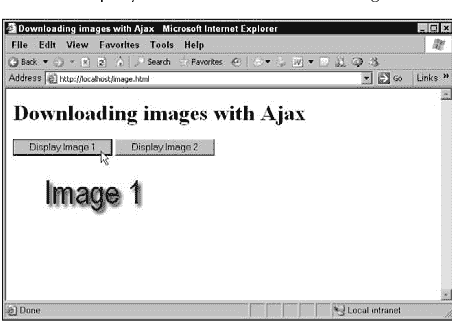 Downloading images with Ajax Microsoft Internet Explorer
File Edit View Favorites Tools Help
Back Search Favorites
Address http://localhost/image.html Go Links »
Downloading images with Ajax
Display Image 1 Display Image 2
Image 1
Done Local intranet